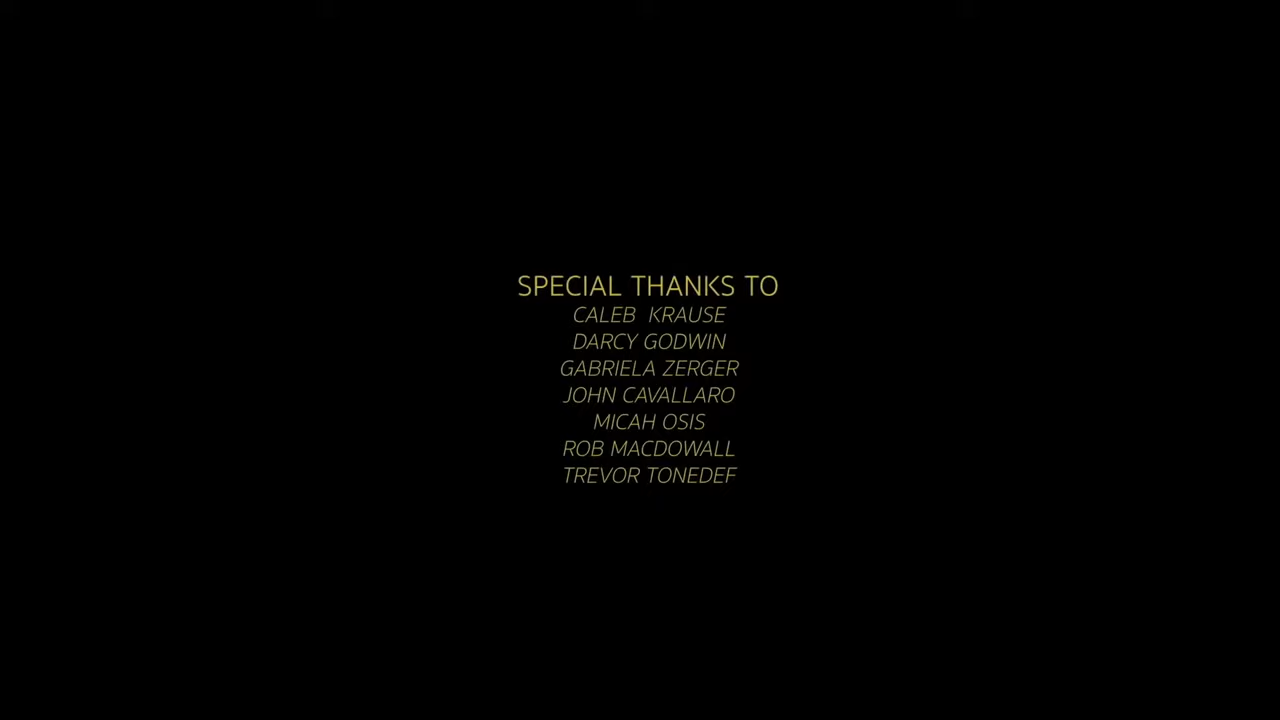 SPECIAL THANKS TO
CALEB  KRAUSE
DARCY GODWIN
GABRIELA ZERGER
JOHN CAVALLARO
MICAH OSIS
ROB MACDOWALL
TREVOR TONEDEF